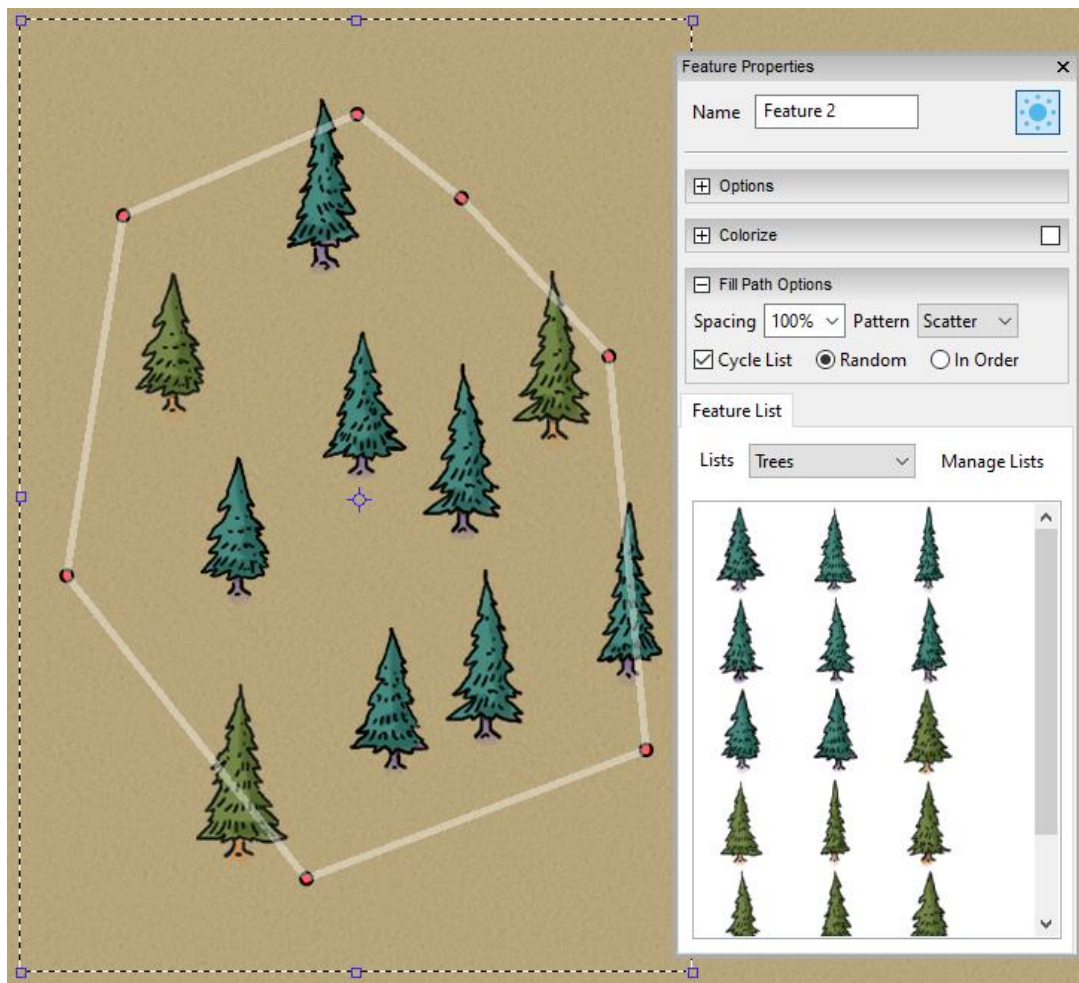 Feature Properties
Name Feature 2
Options
Colorize
Fill Path Options
Spacing 100% Pattern Scatter
Cycle List Random In Order
Feature List
Lists Trees Manage Lists